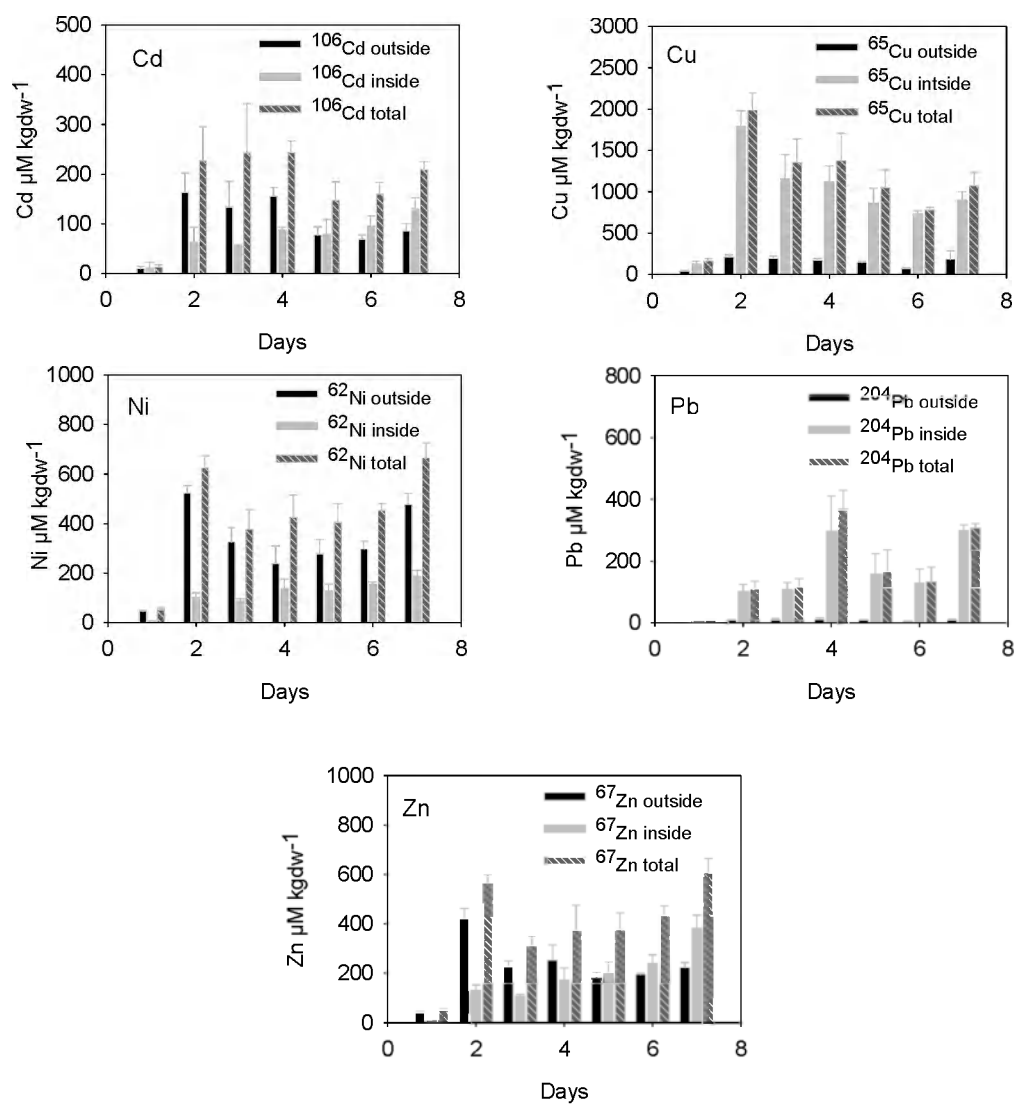 Cd
¹⁰⁶Cd outside
¹⁰⁶Cd inside
¹⁰⁶Cd total
Cd µM kgdw⁻¹
500
400
300
200
100
0
0 2 4 6 8
Days
Cu
⁶⁵Cu outside
⁶⁵Cu intside
⁶⁵Cu total
Cu µM kgdw⁻¹
3000
2500
2000
1500
1000
500
0
0 2 4 6 8
Days
Ni
⁶²Ni outside
⁶²Ni inside
⁶²Ni total
Ni µM kgdw⁻¹
1000
800
600
400
200
0
0 2 4 6 8
Days
Pb
²⁰⁴Pb outside
²⁰⁴Pb inside
²⁰⁴Pb total
Pb µM kgdw⁻¹
800
600
400
200
0
0 2 4 6 8
Days
Zn
⁶⁷Zn outside
⁶⁷Zn inside
⁶⁷Zn total
Zn µM kgdw⁻¹
1000
800
600
400
200
0
0 2 4 6 8
Days